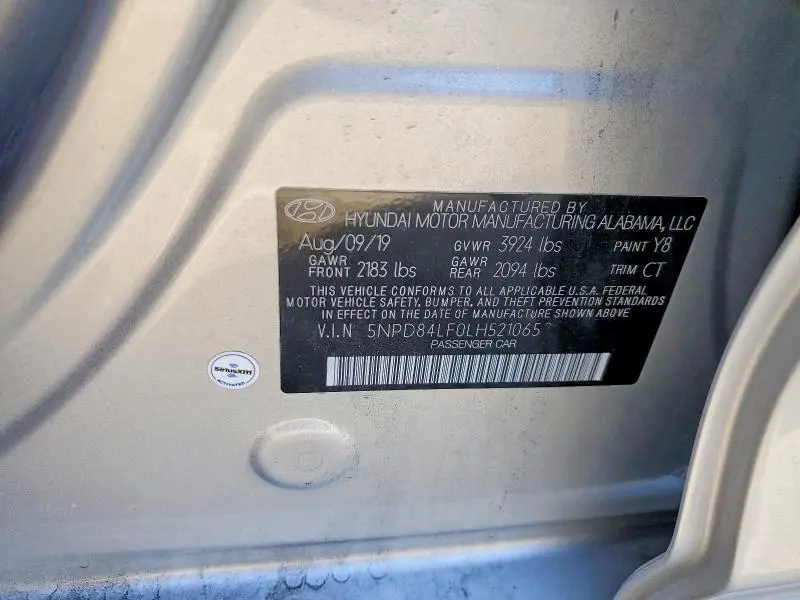 MANUFACTURED BY
HYUNDAI MOTOR MANUFACTURING ALABAMA, LLC
Aug/09/19 GVWR 3924 lbs PAINT Y8
GAWR FRONT 2183 lbs GAWR REAR 2094 lbs TRIM CT
THIS VEHICLE CONFORMS TO ALL APPLICABLE U.S.A. FEDERAL
MOTOR VEHICLE SAFETY, BUMPER, AND THEFT PREVENTION STANDARDS
IN EFFECT ON THE DATE OF MANUFACTURE SHOWN ABOVE.
V.I.N 5NPD84LF0LH521065
PASSENGER CAR
SiriusXM
ACTIVATED